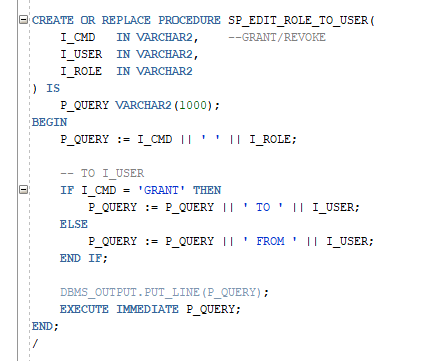 CREATE OR REPLACE PROCEDURE SP_EDIT_ROLE_TO_USER(
    I_CMD   IN VARCHAR2,    --GRANT/REVOKE
    I_USER  IN VARCHAR2,
    I_ROLE  IN VARCHAR2
) IS
    P_QUERY VARCHAR2(1000);
BEGIN
    P_QUERY := I_CMD || ' ' || I_ROLE;
    -- TO I_USER
    IF I_CMD = 'GRANT' THEN
        P_QUERY := P_QUERY || ' TO ' || I_USER;
    ELSE
        P_QUERY := P_QUERY || ' FROM ' || I_USER;
    END IF;
    DBMS_OUTPUT.PUT_LINE(P_QUERY);
    EXECUTE IMMEDIATE P_QUERY;
END;
/